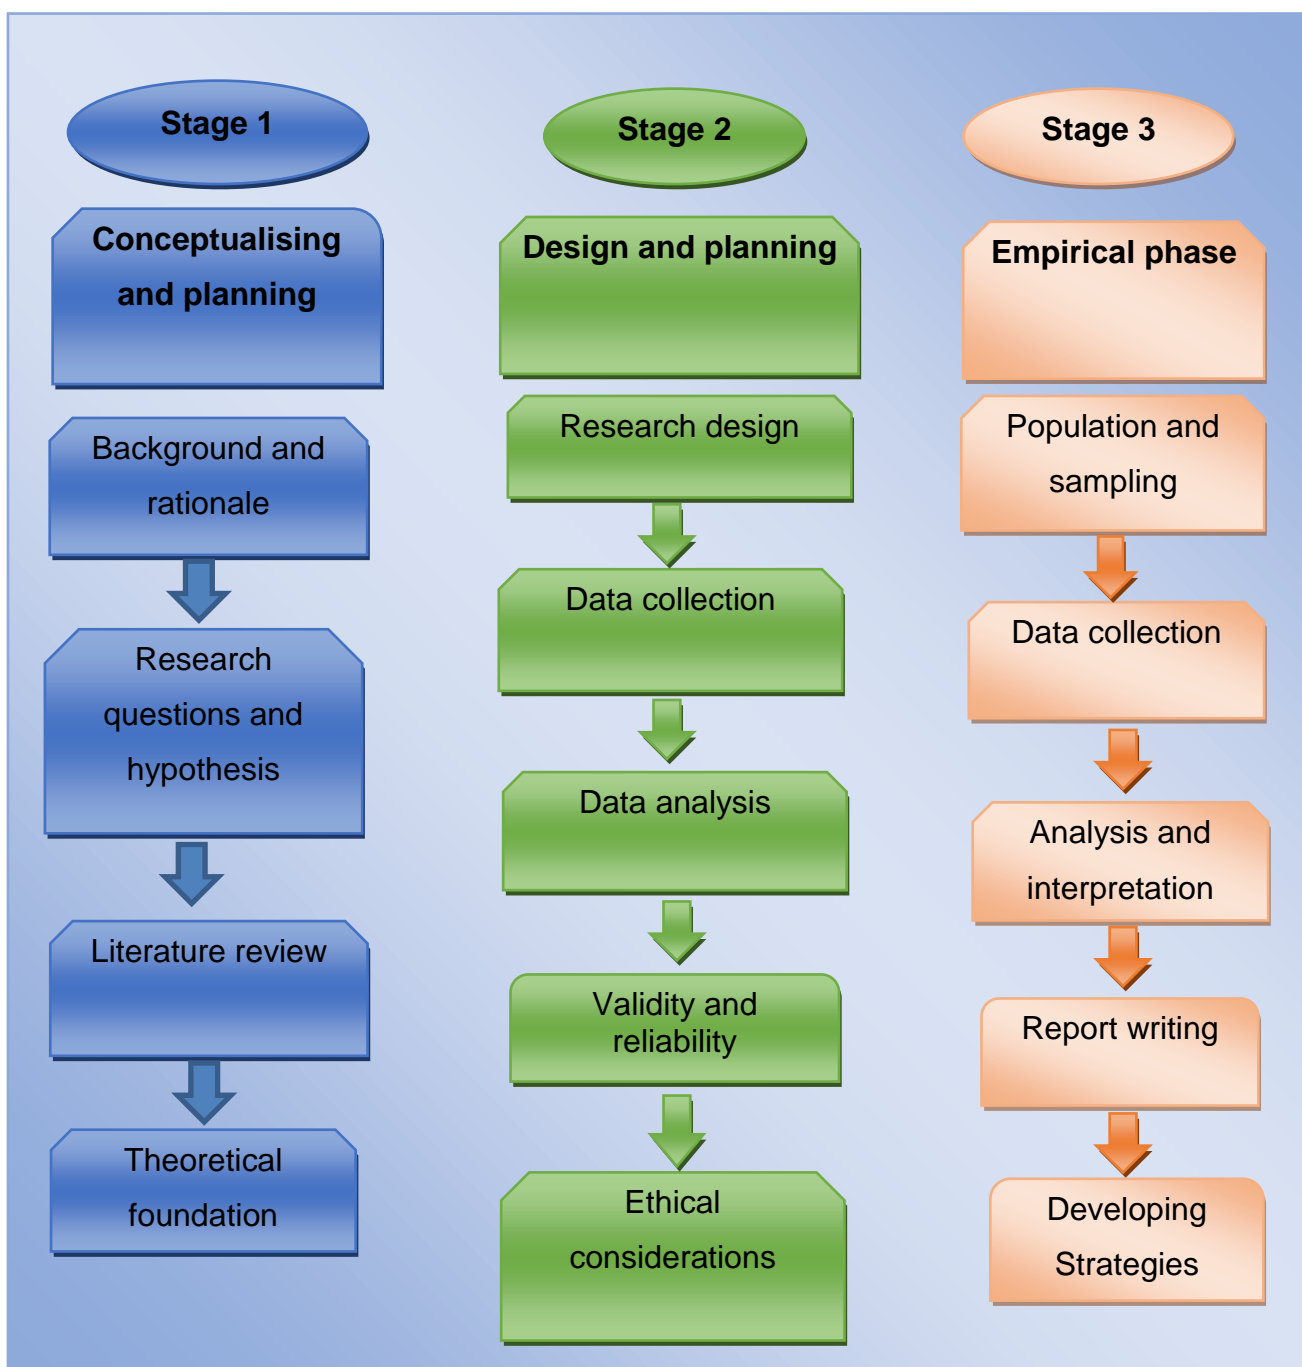 Stage 1
Conceptualising
and planning
Background and
rationale
Research
questions and
hypothesis
Literature review
Theoretical
foundation
Stage 2
Design and planning
Research design
Data collection
Data analysis
Validity and
reliability
Ethical
considerations
Stage 3
Empirical phase
Population and
sampling
Data collection
Analysis and
interpretation
Report writing
Developing
Strategies